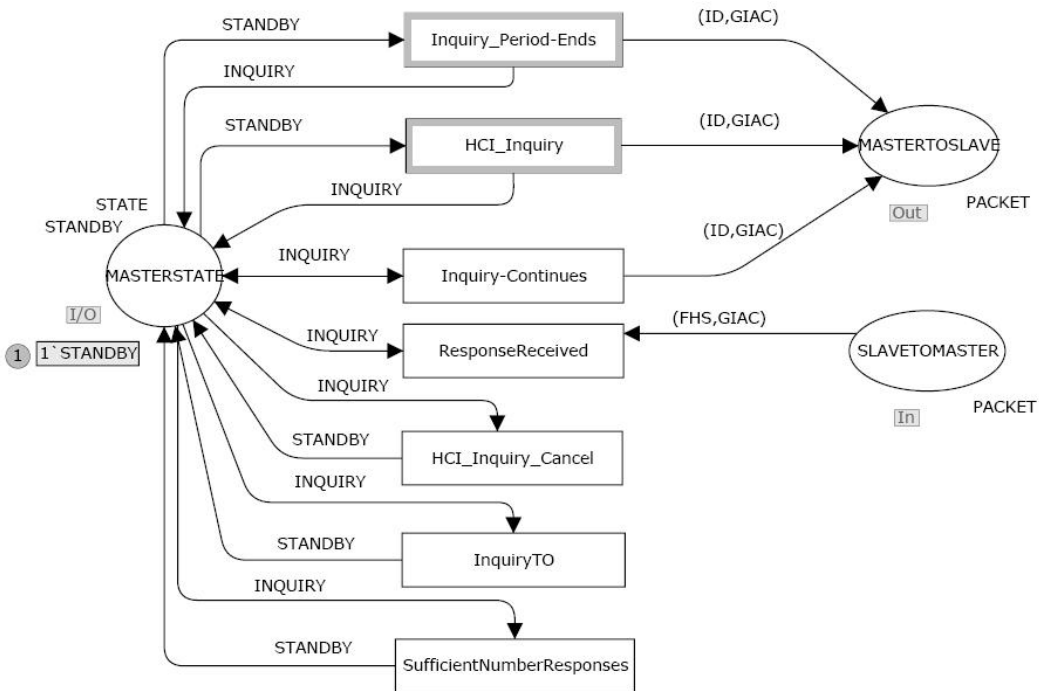 STANDBY
Inquiry_Period-Ends
(ID,GIAC)
INQUIRY
STANDBY
HCI_Inquiry
(ID,GIAC)
MASTERTOSLAVE
INQUIRY
STATE
STANDBY
Out
PACKET
MASTERSTATE
INQUIRY
Inquiry-Continues
(ID,GIAC)
I/O
1
1`STANDBY
INQUIRY
ResponseReceived
(FHS,GIAC)
SLAVETOMASTER
In
PACKET
INQUIRY
STANDBY
HCI_Inquiry_Cancel
INQUIRY
STANDBY
InquiryTO
INQUIRY
STANDBY
SufficientNumberResponses